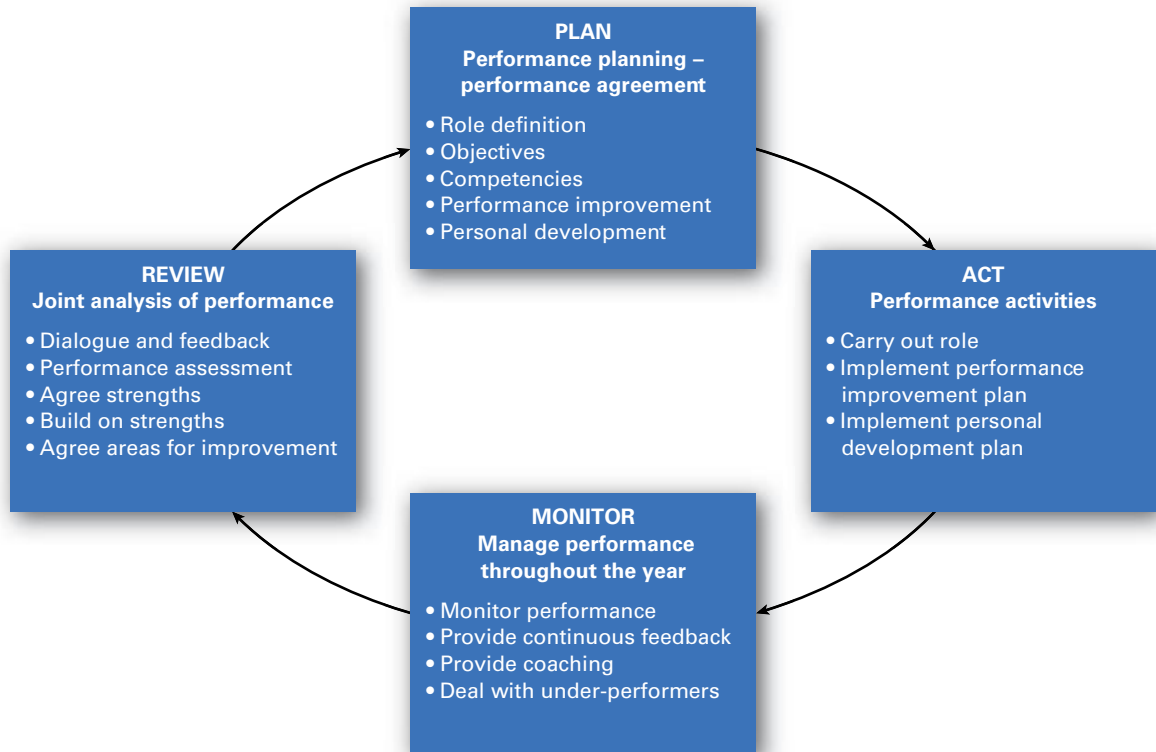 PLAN
Performance planning –
performance agreement
• Role definition
• Objectives
• Competencies
• Performance improvement
• Personal development
REVIEW
Joint analysis of performance
• Dialogue and feedback
• Performance assessment
• Agree strengths
• Build on strengths
• Agree areas for improvement
ACT
Performance activities
• Carry out role
• Implement performance
improvement plan
• Implement personal
development plan
MONITOR
Manage performance
throughout the year
• Monitor performance
• Provide continuous feedback
• Provide coaching
• Deal with under-performers